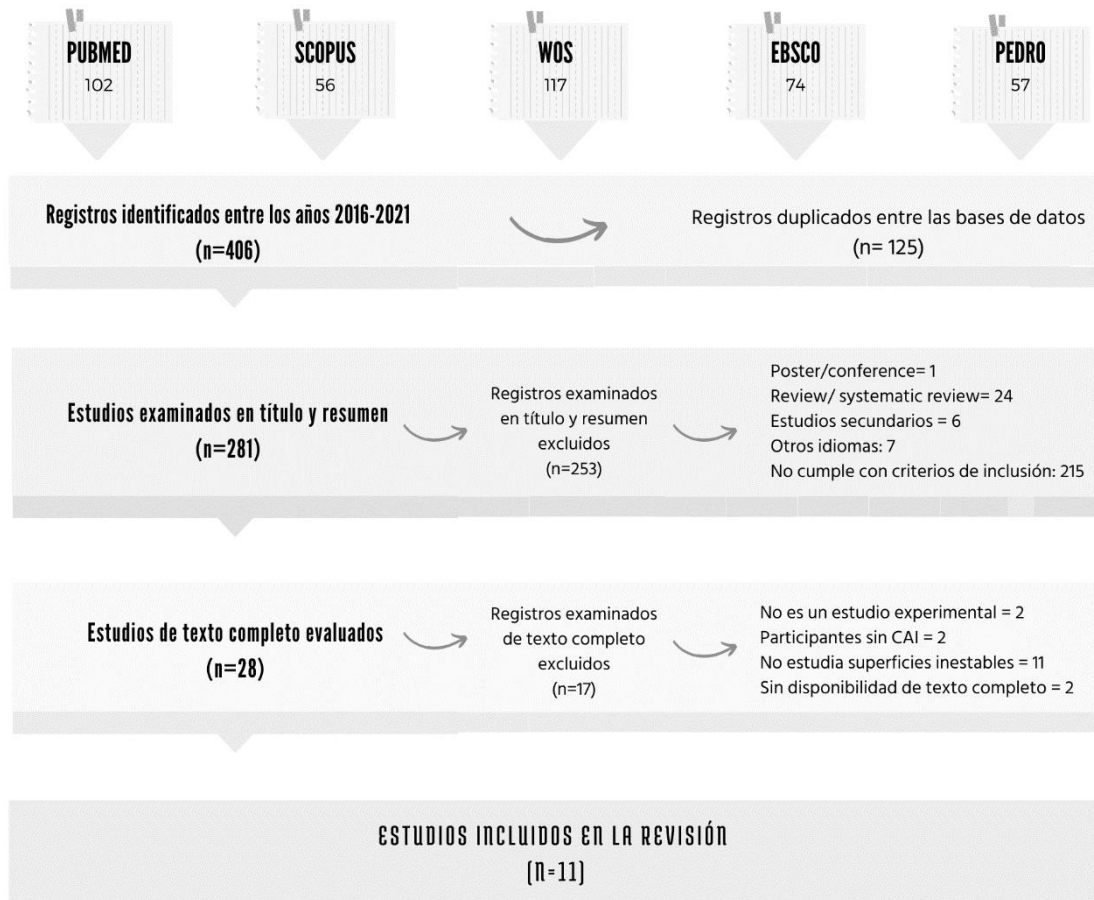 PUBMED
102
SCOPUS
56
WOS
117
EBSCO
74
PEDRO
57
Registros identificados entre los años 2016-2021
(n=406)
Registros duplicados entre las bases de datos
(n= 125)
Estudios examinados en título y resumen
(n=281)
Registros examinados
en título y resumen
excluidos
(n=253)
Poster/conference= 1
Review/ systematic review= 24
Estudios secundarios = 6
Otros idiomas: 7
No cumple con criterios de inclusión: 215
Estudios de texto completo evaluados
(n=28)
Registros examinados
de texto completo
excluidos
(n=17)
No es un estudio experimental = 2
Participantes sin CAI = 2
No estudia superficies inestables = 11
Sin disponibilidad de texto completo = 2
ESTUDIOS INCLUIDOS EN LA REVISIÓN
(N=11)